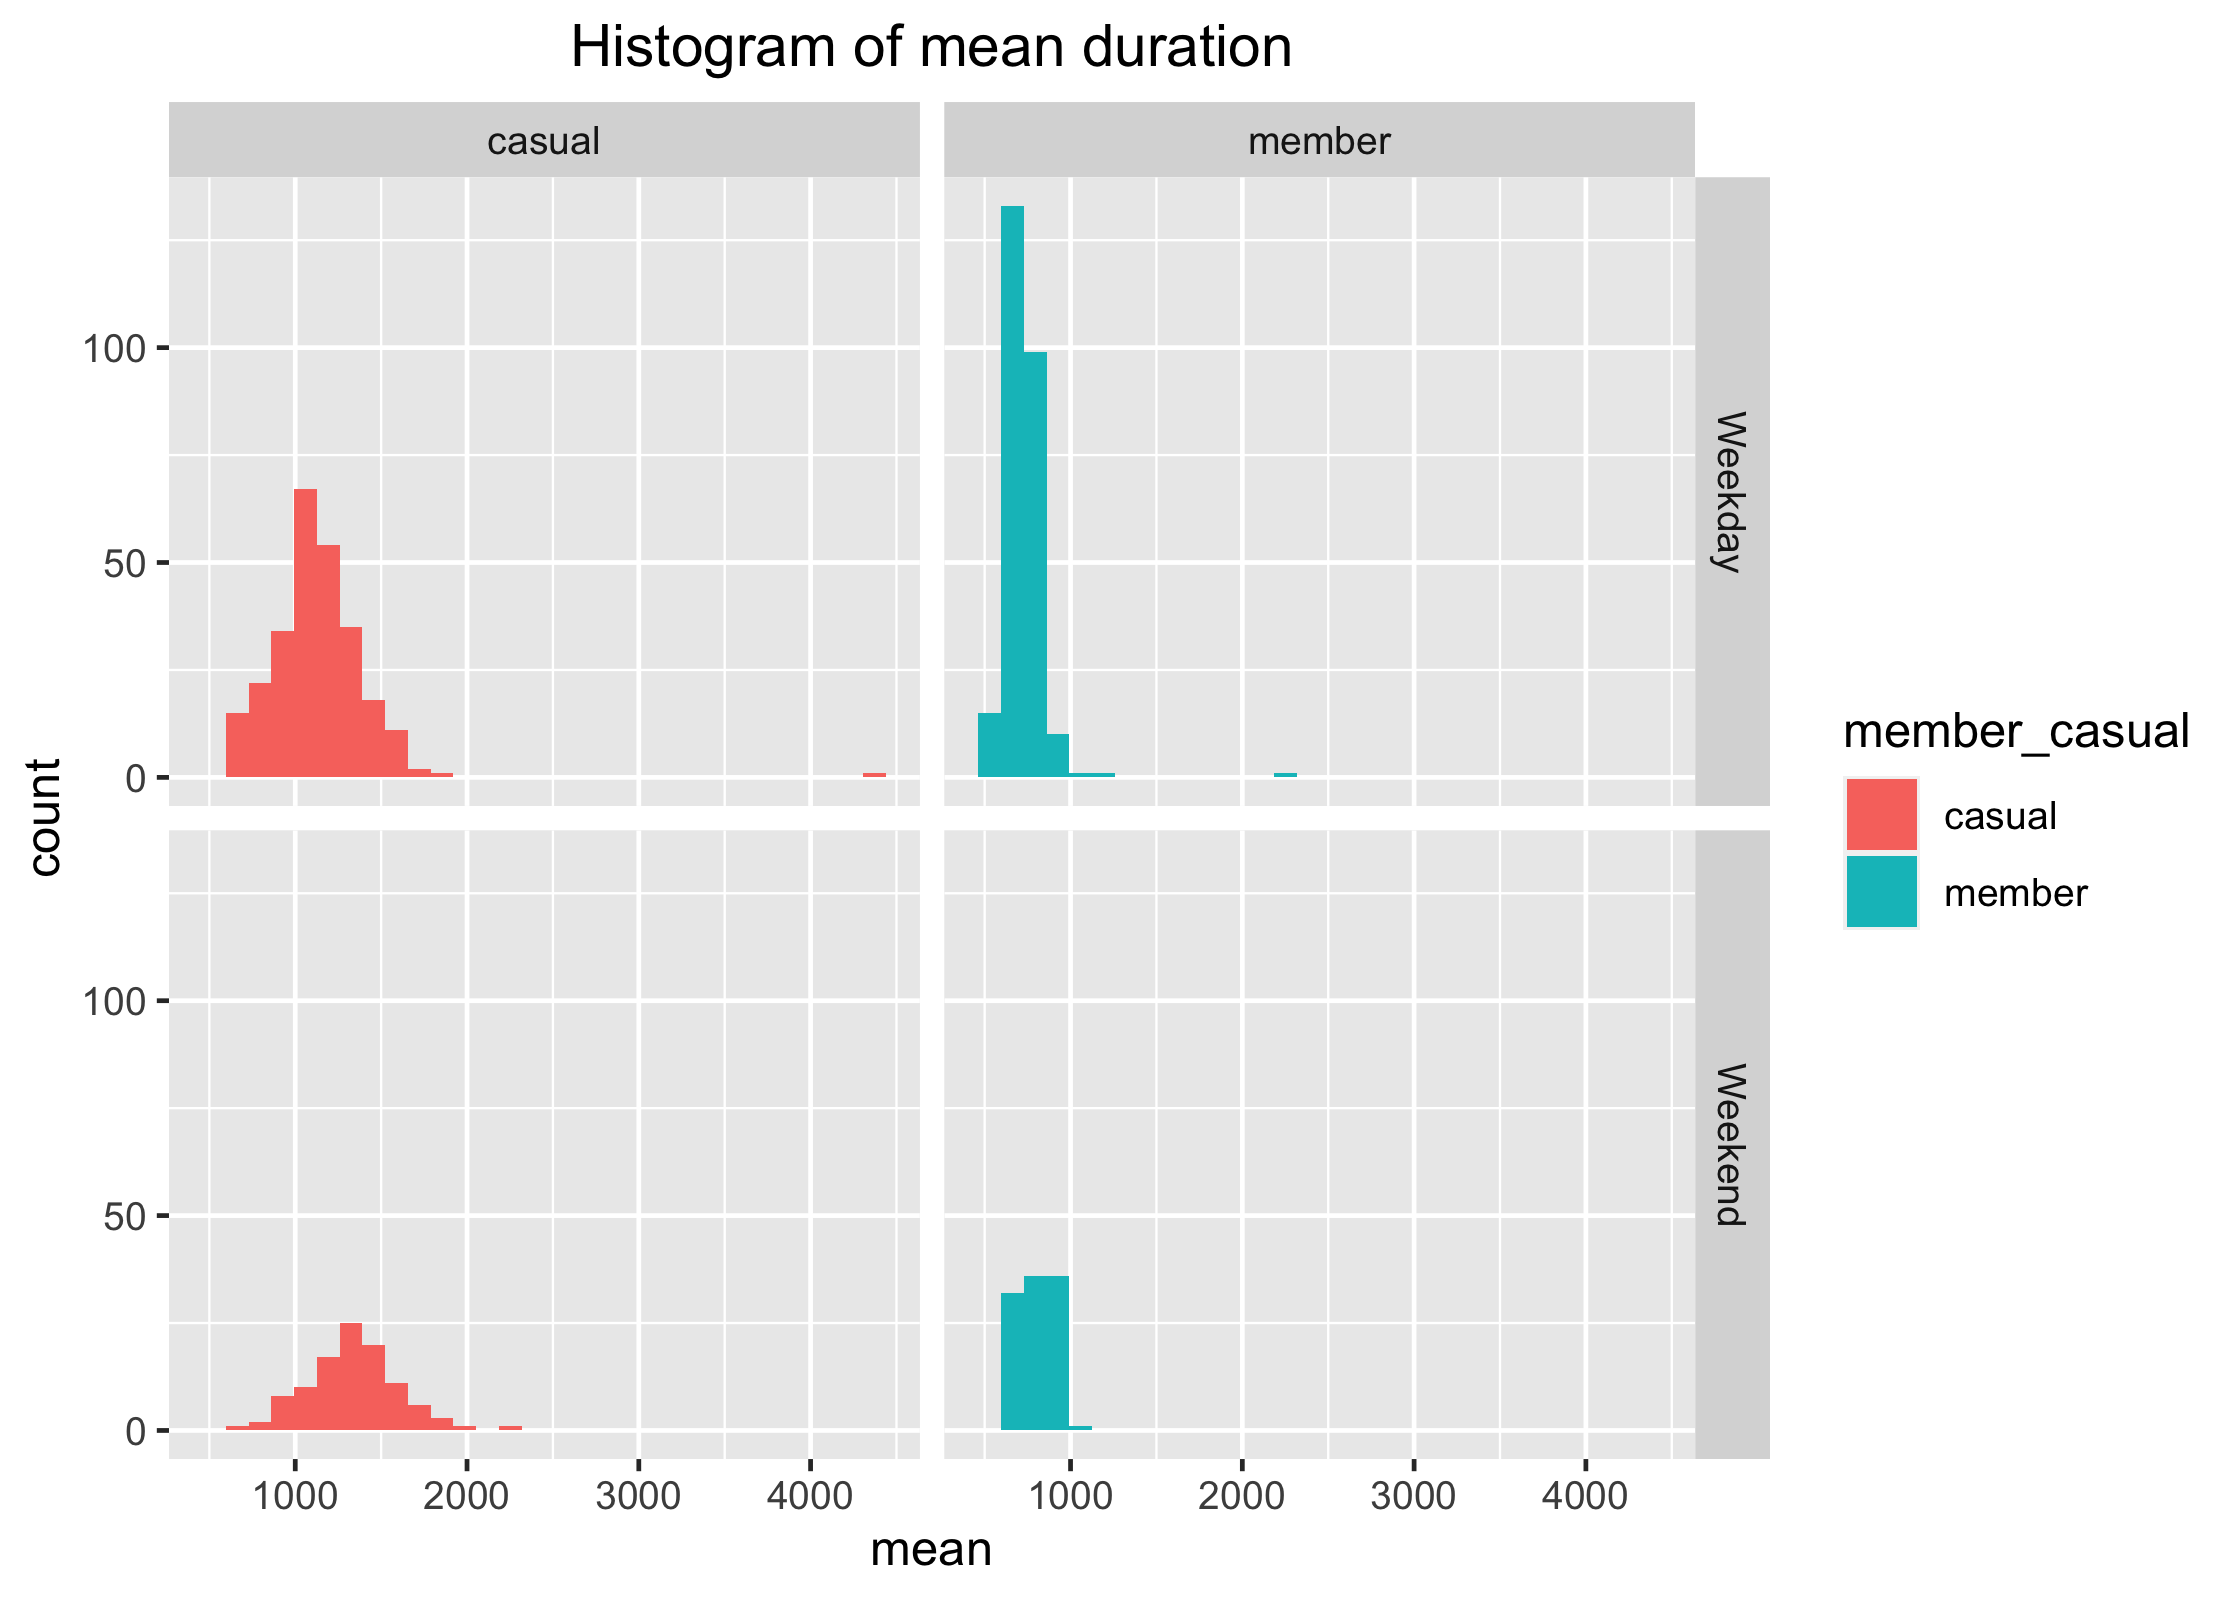 Histogram of mean duration
casual
member
100
50
0
Weekday
count
100
50
0
Weekend
1000 2000 3000 4000
1000 2000 3000 4000
mean
member_casual
casual
member